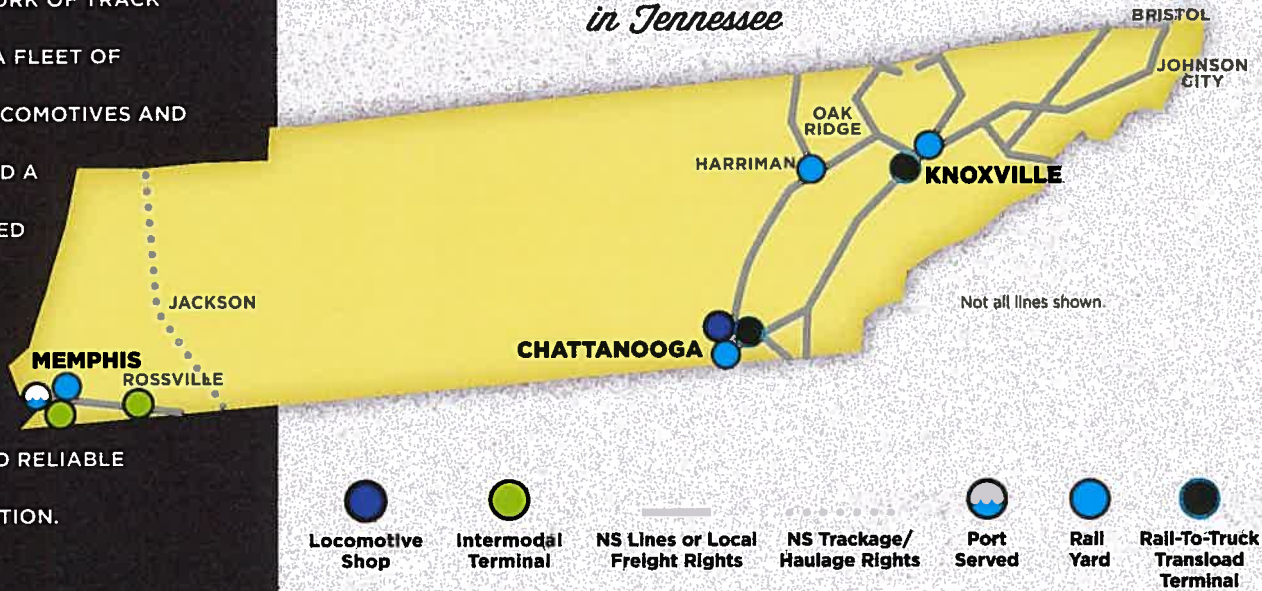 ORK OF TRACK
A FLEET OF
COMOTIVES AND
D A
ED
D RELIABLE
TION.
in Tennessee
BRISTOL
JOHNSON
CITY
OAK
RIDGE
HARRIMAN
KNOXVILLE
JACKSON
Not all lines shown.
CHATTANOOGA
MEMPHIS
ROSSVILLE
Locomotive
Shop
Intermodal
Terminal
NS Lines or Local
Freight Rights
NS Trackage/
Haulage Rights
Port
Served
Rail
Yard
Rail-To-Truck
Transload
Terminal